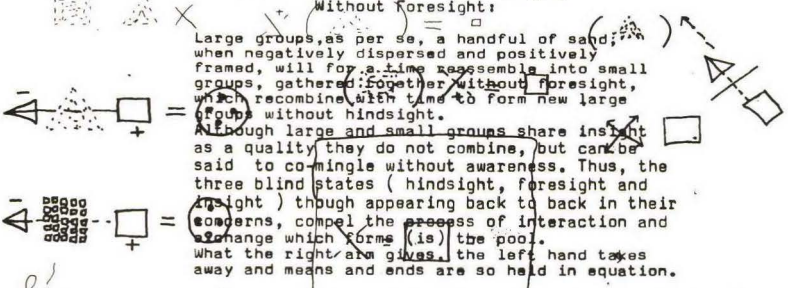 Without Foresight:
Large groups,as per se, a handful of sand,
when negatively dispersed and positively
framed, will for a time reassemble into small
groups, gathered together without foresight,
which recombine with time to form new large
groups without hindsight.
Although large and small groups share insight
as a quality they do not combine, but can be
said to co-mingle without awareness. Thus, the
three blind states ( hindsight, foresight and
insight ) though appearing back to back in their
concerns, compel the process of interaction and
exchange which forms (is) the pool.
What the right arm gives, the left hand takes
away and means and ends are so held in equation.